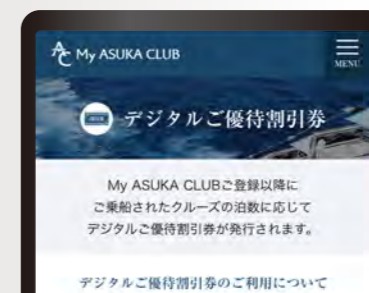 AC My ASUKA CLUB
MENU
デジタルご優待割引券
My ASUKA CLUBご登録以降に
ご乗船されたクルーズの泊数に応じて
デジタルご優待割引券が発行されます。
デジタルご優待割引券のご利用について